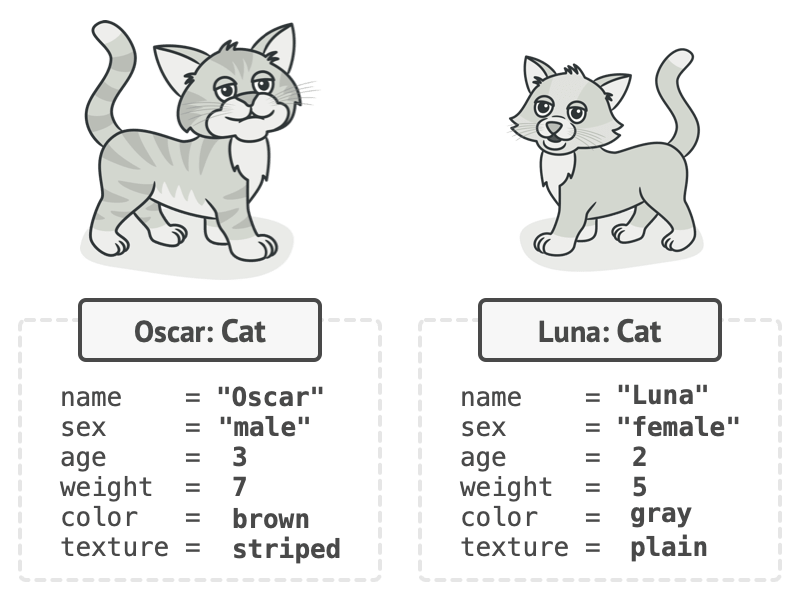 Oscar: Cat
name = "Oscar"
sex = "male"
age = 3
weight = 7
color = brown
texture = striped
Luna: Cat
name = "Luna"
sex = "female"
age = 2
weight = 5
color = gray
texture = plain